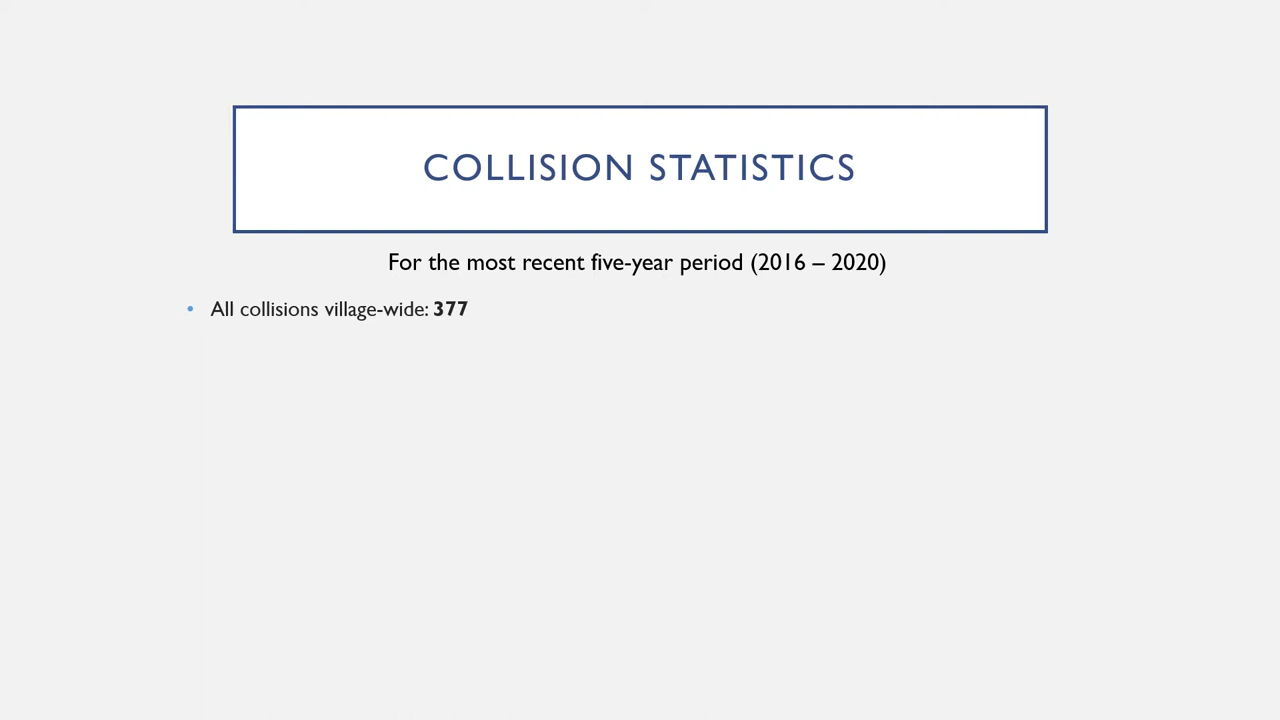 COLLISION STATISTICS
For the most recent five-year period (2016 – 2020)
• All collisions village-wide: 377